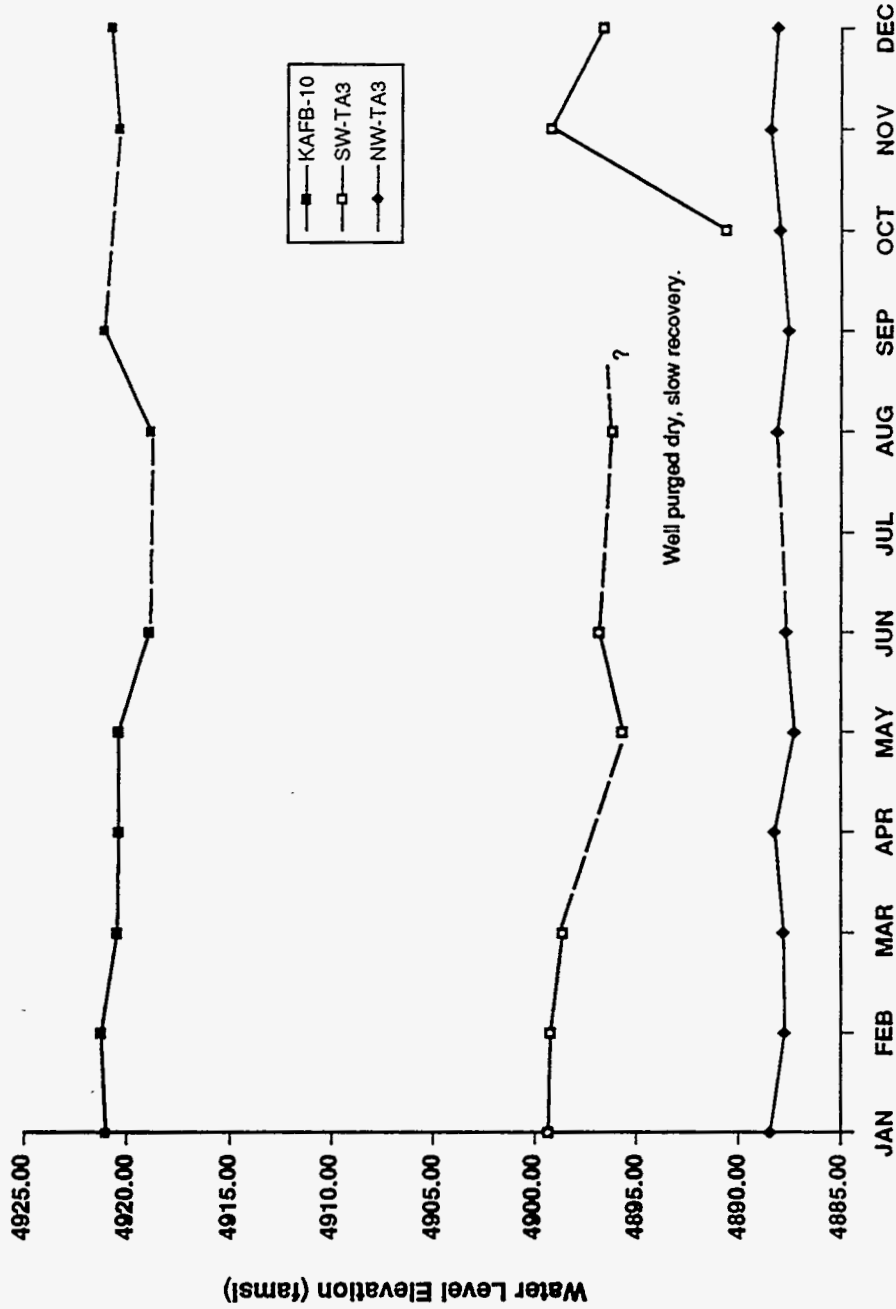 Water Level Elevation (famsl)
4925.00
4920.00
4915.00
4910.00
4905.00
4900.00
4895.00
4890.00
4885.00
KAFB-10
SW-TA3
NW-TA3
?
Well purged dry, slow recovery.
JAN FEB MAR APR MAY JUN JUL AUG SEP OCT NOV DEC